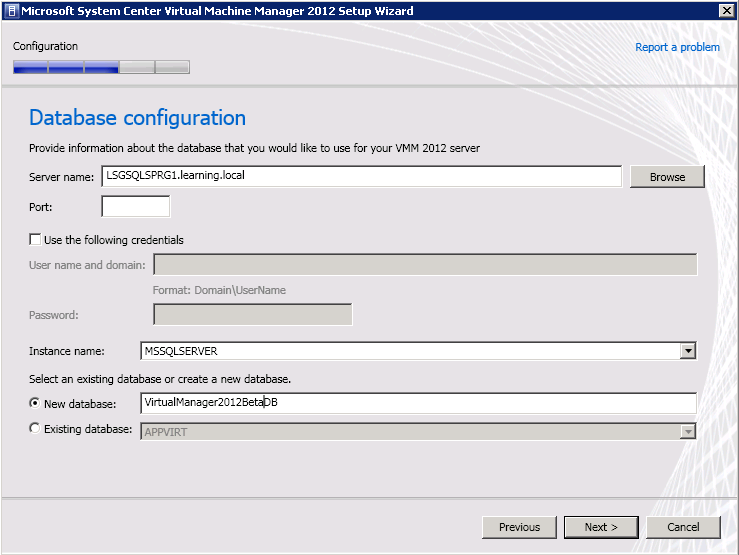 Microsoft System Center Virtual Machine Manager 2012 Setup Wizard
Configuration
Report a problem
Database configuration
Provide information about the database that you would like to use for your VMM 2012 server
Server name: LSGSQLSPRG1.learning.local Browse
Port:
Use the following credentials
User name and domain:
Format: Domain\UserName
Password:
Instance name: MSSQLSERVER
Select an existing database or create a new database.
New database: VirtualManager2012BetaDB
Existing database: APPVIRT
Previous Next > Cancel